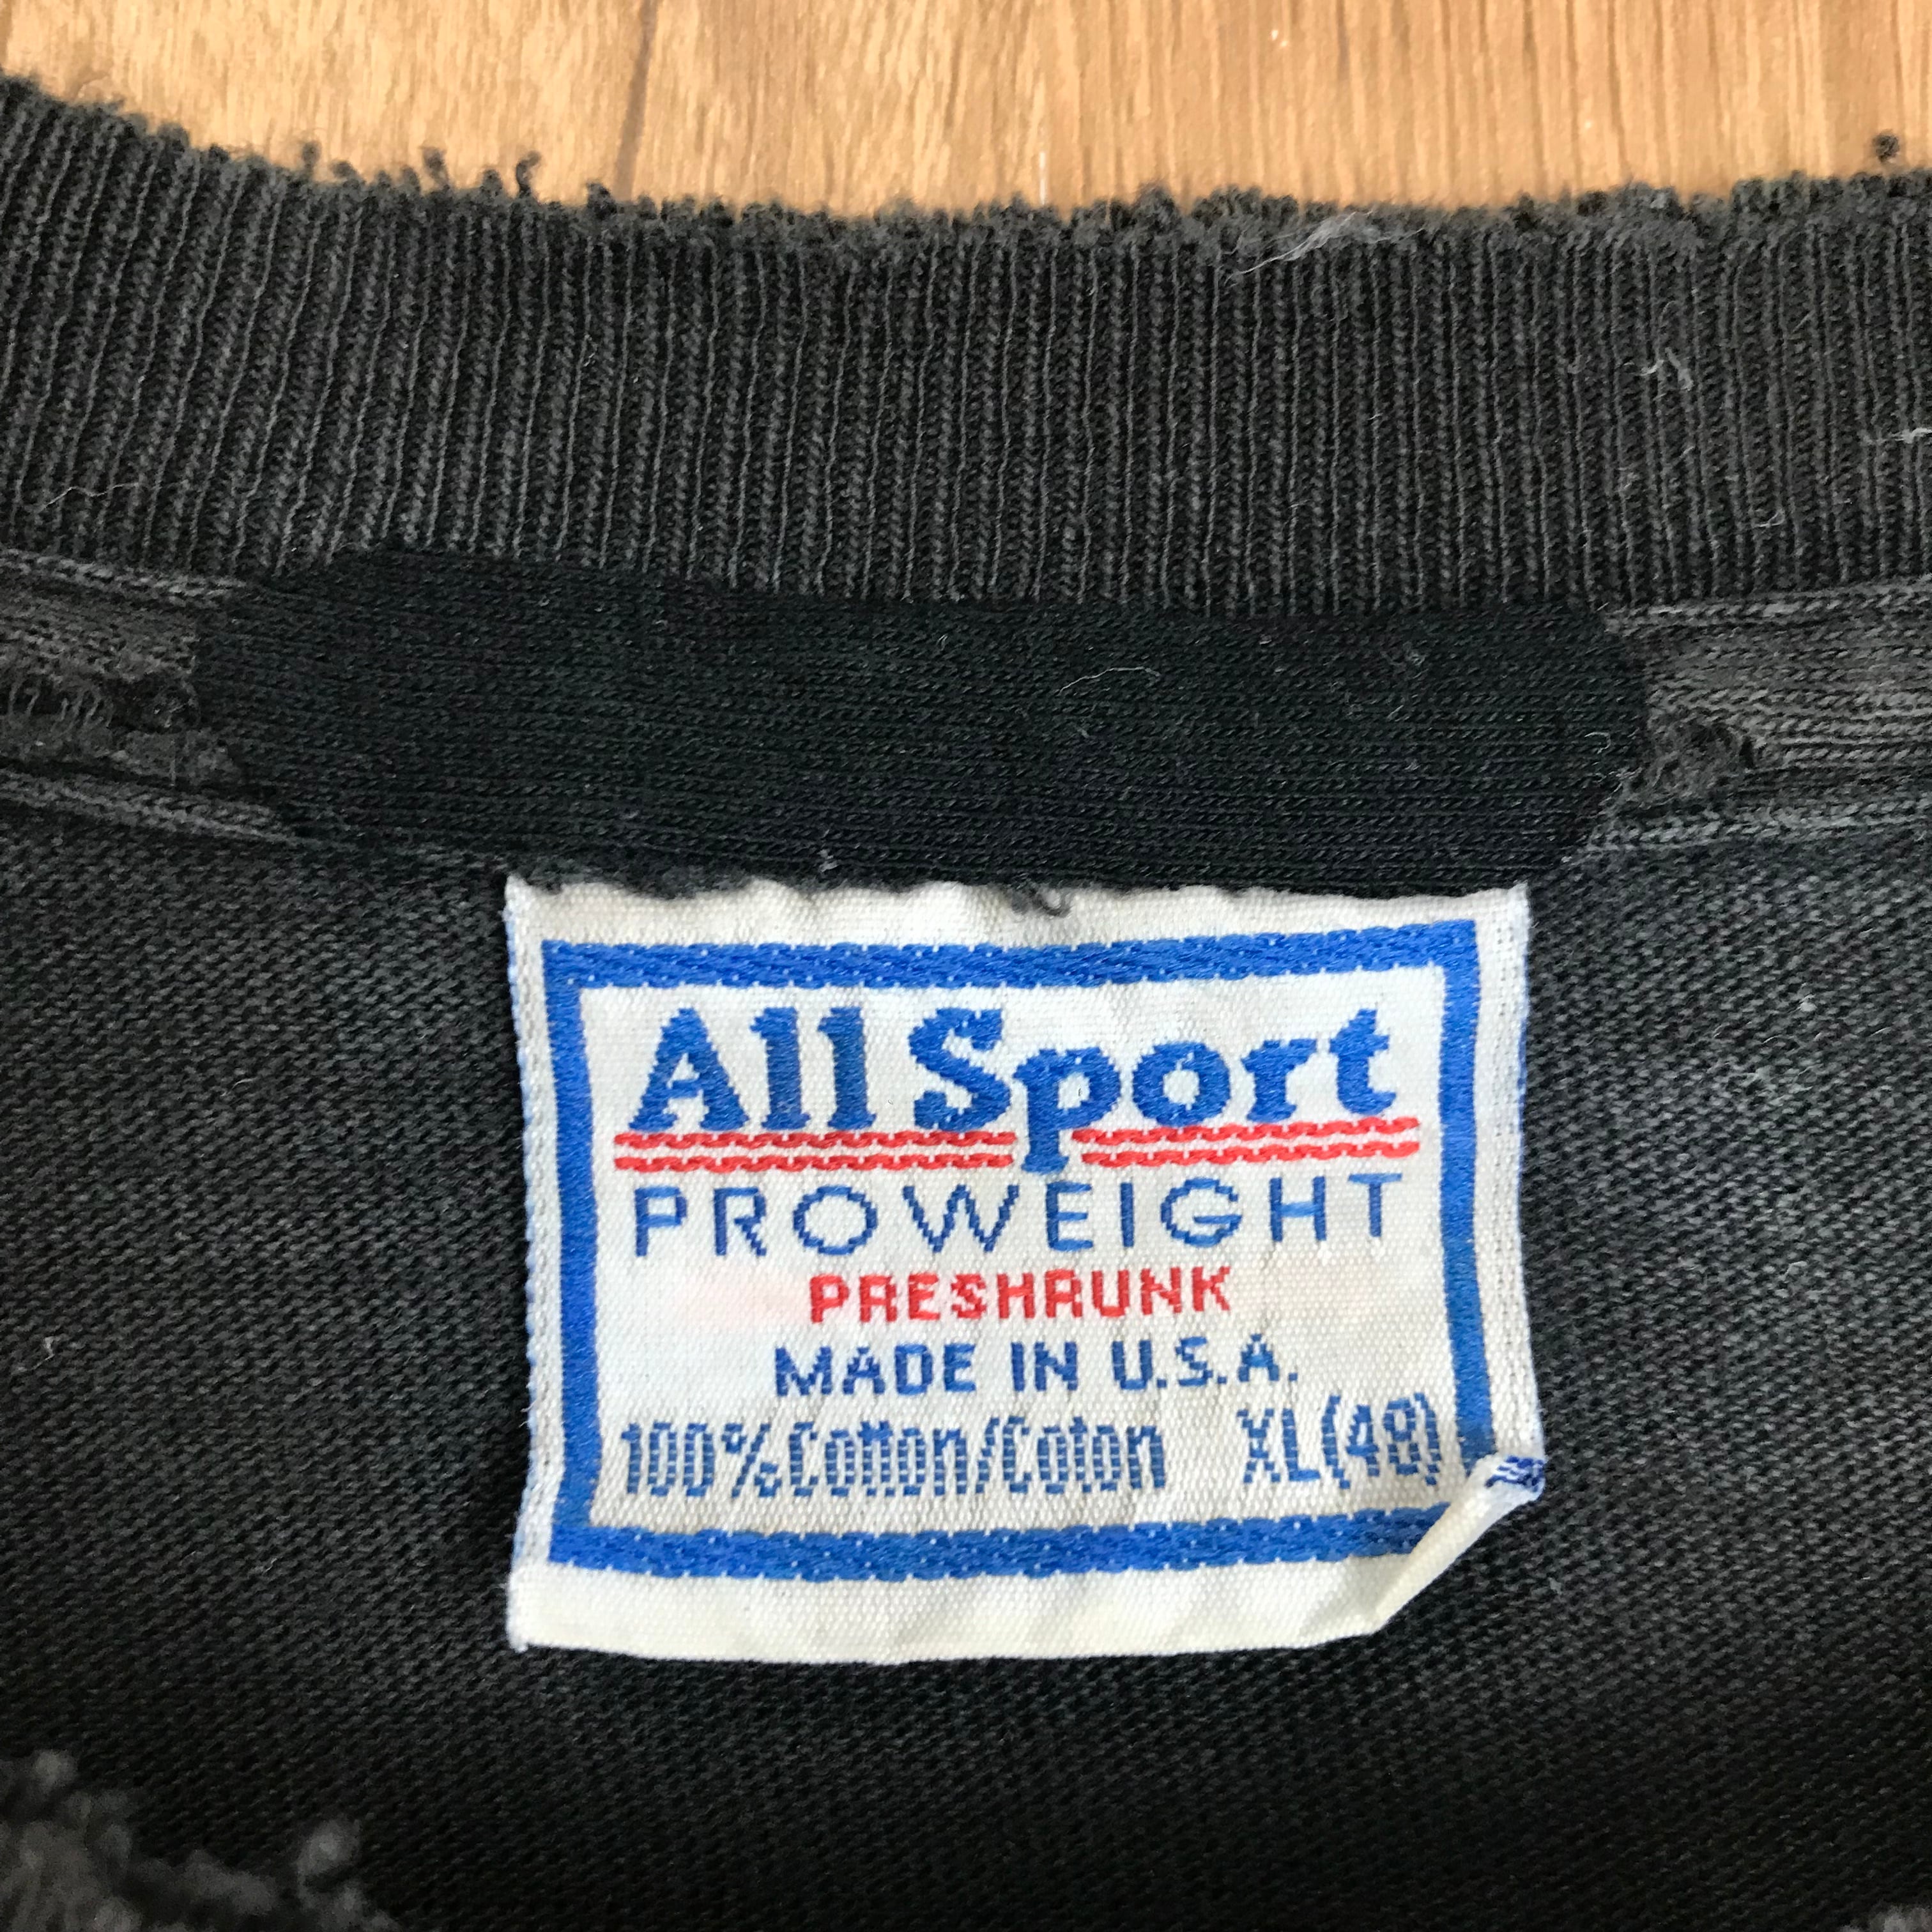 All Sport
PROWEIGHT
PRESHRUNK
MADE IN U.S.A.
100% Cotton/Coton XL(48)